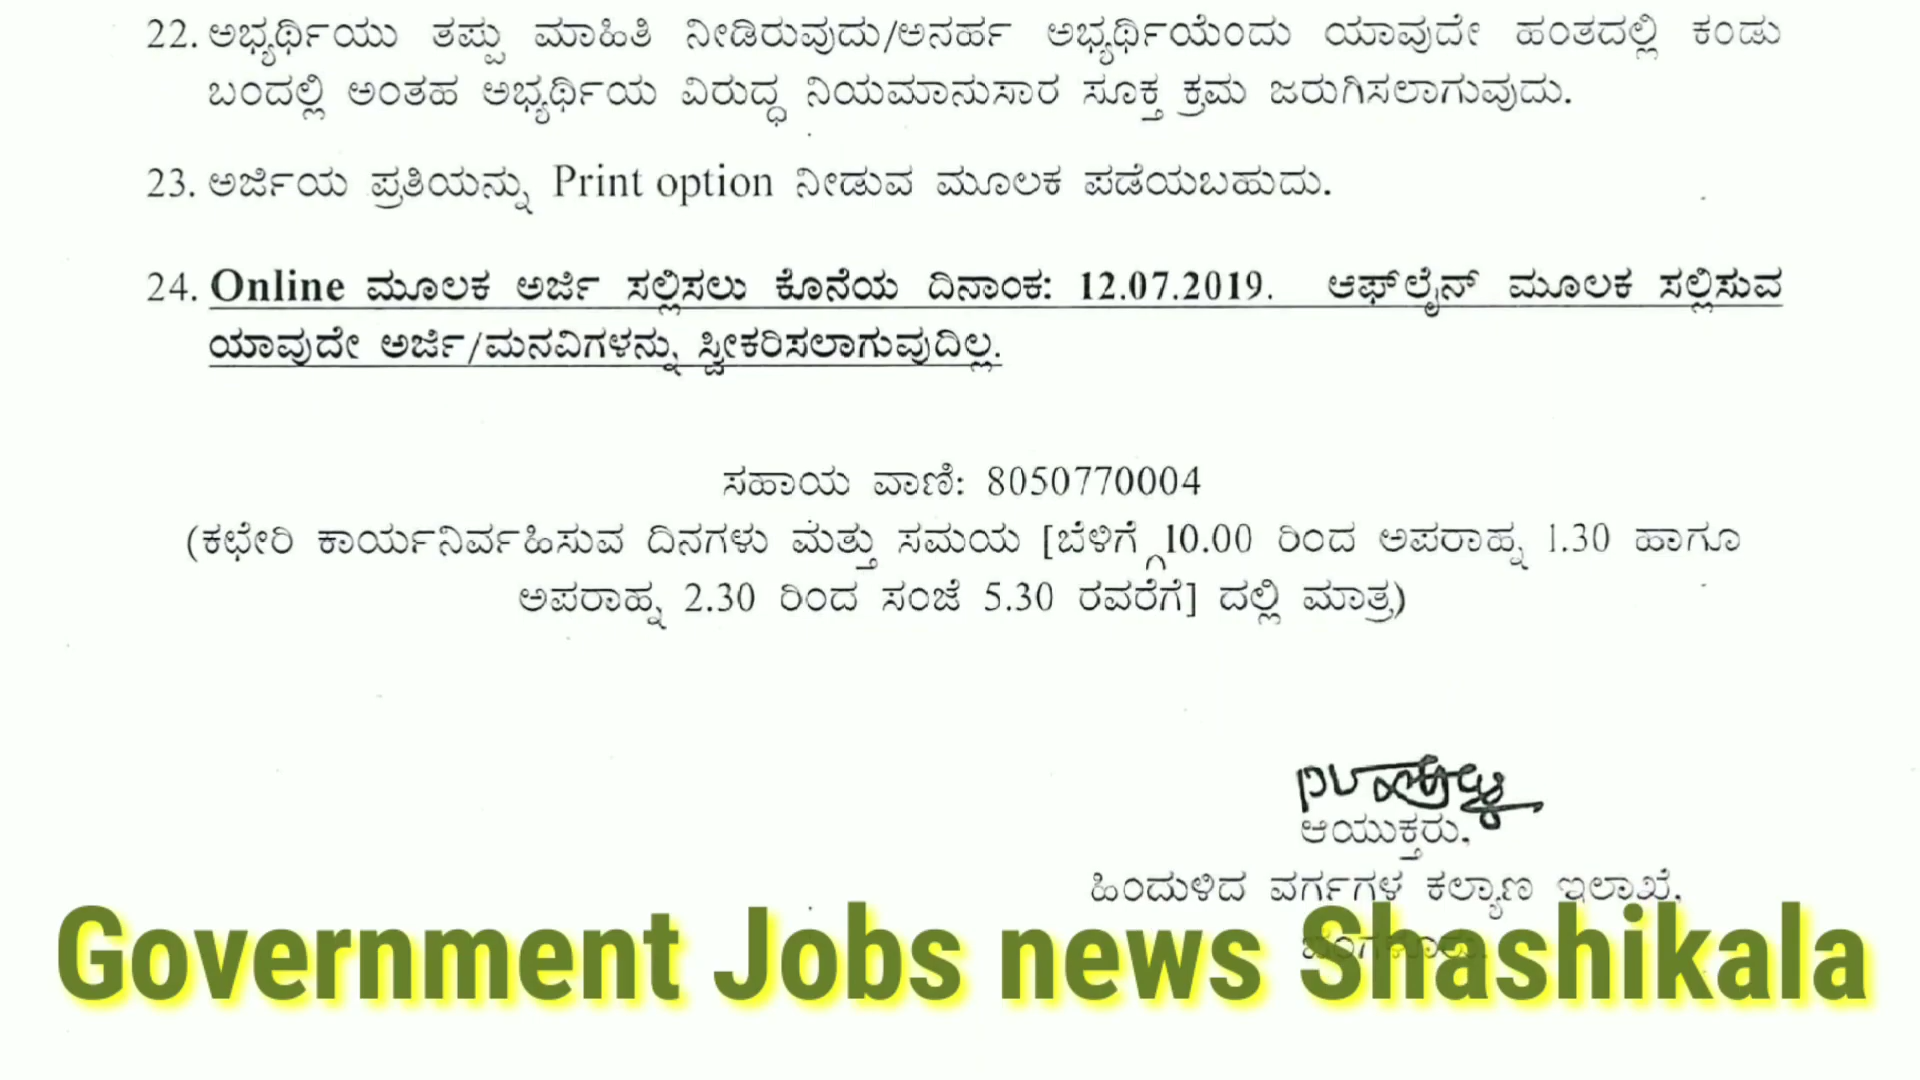 22. ಅಭ್ಯರ್ಥಿಯು ತಪ್ಪು ಮಾಹಿತಿ ನೀಡಿರುವುದು/ಅನರ್ಹ ಅಭ್ಯರ್ಥಿಯೆಂದು ಯಾವುದೇ ಹಂತದಲ್ಲಿ ಕಂಡು
ಬಂದಲ್ಲಿ ಅಂತಹ ಅಭ್ಯರ್ಥಿಯ ವಿರುದ್ಧ ನಿಯಮಾನುಸಾರ ಸೂಕ್ತ ಕ್ರಮ ಜರುಗಿಸಲಾಗುವುದು.
23. ಅರ್ಜಿಯ ಪ್ರತಿಯನ್ನು Print option ನೀಡುವ ಮೂಲಕ ಪಡೆಯಬಹುದು.
24. Online ಮೂಲಕ ಅರ್ಜಿ ಸಲ್ಲಿಸಲು ಕೊನೆಯ ದಿನಾಂಕ: 12.07.2019. ಆಫ್‌ಲೈನ್ ಮೂಲಕ ಸಲ್ಲಿಸುವ
ಯಾವುದೇ ಅರ್ಜಿ/ಮನವಿಗಳನ್ನು ಸ್ವೀಕರಿಸಲಾಗುವುದಿಲ್ಲ.
ಸಹಾಯ ವಾಣಿ: 8050770004
(ಕಛೇರಿ ಕಾರ್ಯನಿರ್ವಹಿಸುವ ದಿನಗಳು ಮತ್ತು ಸಮಯ [ಬೆಳಿಗ್ಗೆ 10.00 ರಿಂದ ಅಪರಾಹ್ನ 1.30 ಹಾಗೂ
ಅಪರಾಹ್ನ 2.30 ರಿಂದ ಸಂಜೆ 5.30 ರವರೆಗೆ] ದಲ್ಲಿ ಮಾತ್ರ)
ಆಯುಕ್ತರು,
ಹಿಂದುಳಿದ ವರ್ಗಗಳ ಕಲ್ಯಾಣ ಇಲಾಖೆ,
Government Jobs news Shashikala